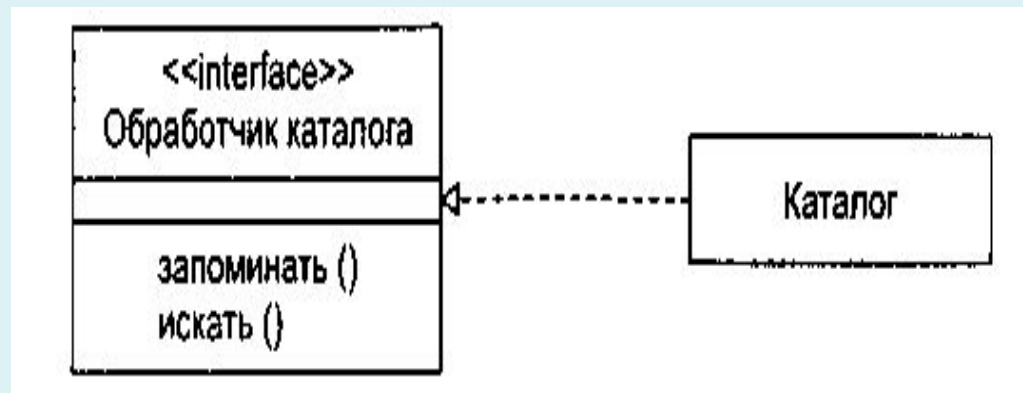 <<interface>>
Обработчик каталога
запоминать ()
искать ()
Каталог